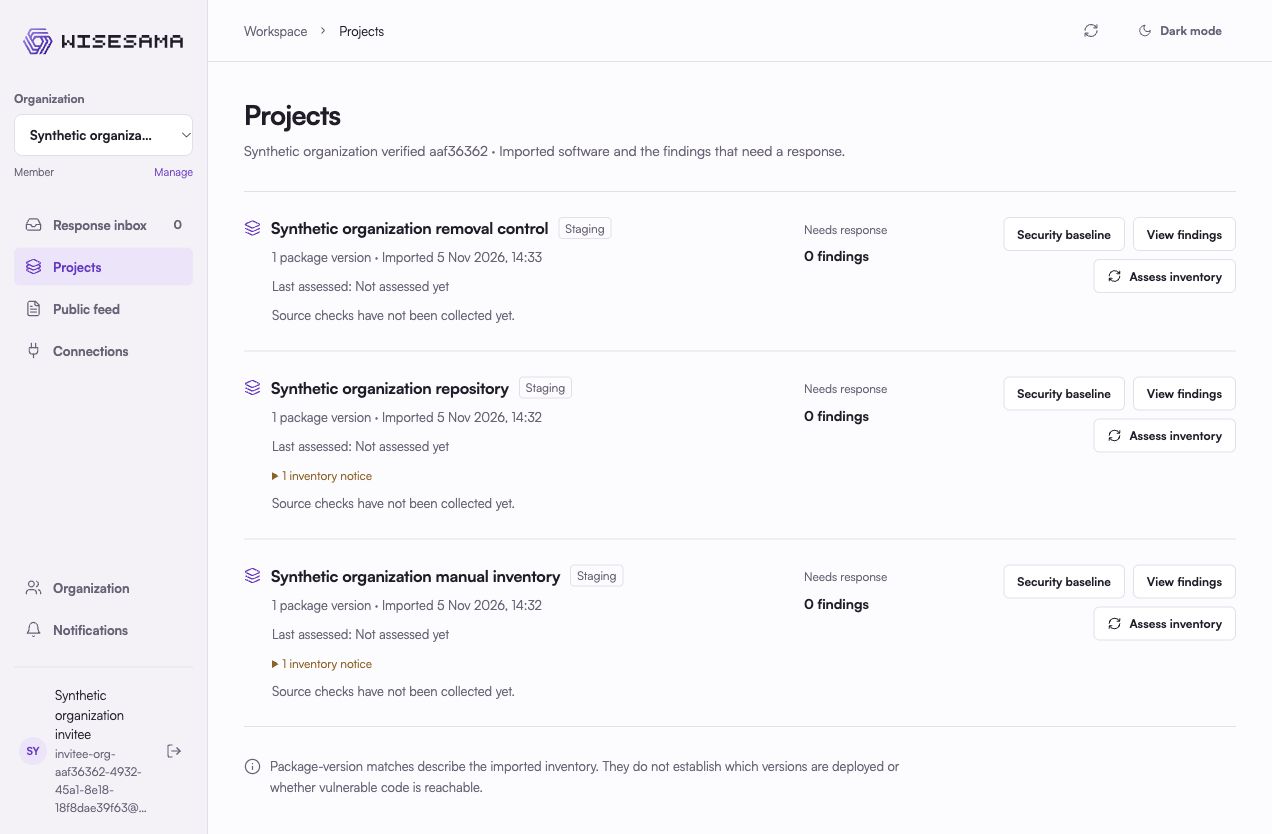 WISESAMA
Organization
Synthetic organiza...
Member
Manage
Response inbox 0
Projects
Public feed
Connections
Organization
Notifications
SY
Synthetic
organization
invitee
invitee-org-
aaf36362-4932-
45a1-8e18-
18f8dae39f63@...
Workspace > Projects
Dark mode
Projects
Synthetic organization verified aaf36362 • Imported software and the findings that need a response.
Synthetic organization removal control Staging
1 package version • Imported 5 Nov 2026, 14:33
Last assessed: Not assessed yet
Source checks have not been collected yet.
Needs response
0 findings
Security baseline
View findings
Assess inventory
Synthetic organization repository Staging
1 package version • Imported 5 Nov 2026, 14:32
Last assessed: Not assessed yet
1 inventory notice
Source checks have not been collected yet.
Needs response
0 findings
Security baseline
View findings
Assess inventory
Synthetic organization manual inventory Staging
1 package version • Imported 5 Nov 2026, 14:32
Last assessed: Not assessed yet
1 inventory notice
Source checks have not been collected yet.
Needs response
0 findings
Security baseline
View findings
Assess inventory
Package-version matches describe the imported inventory. They do not establish which versions are deployed or
whether vulnerable code is reachable.